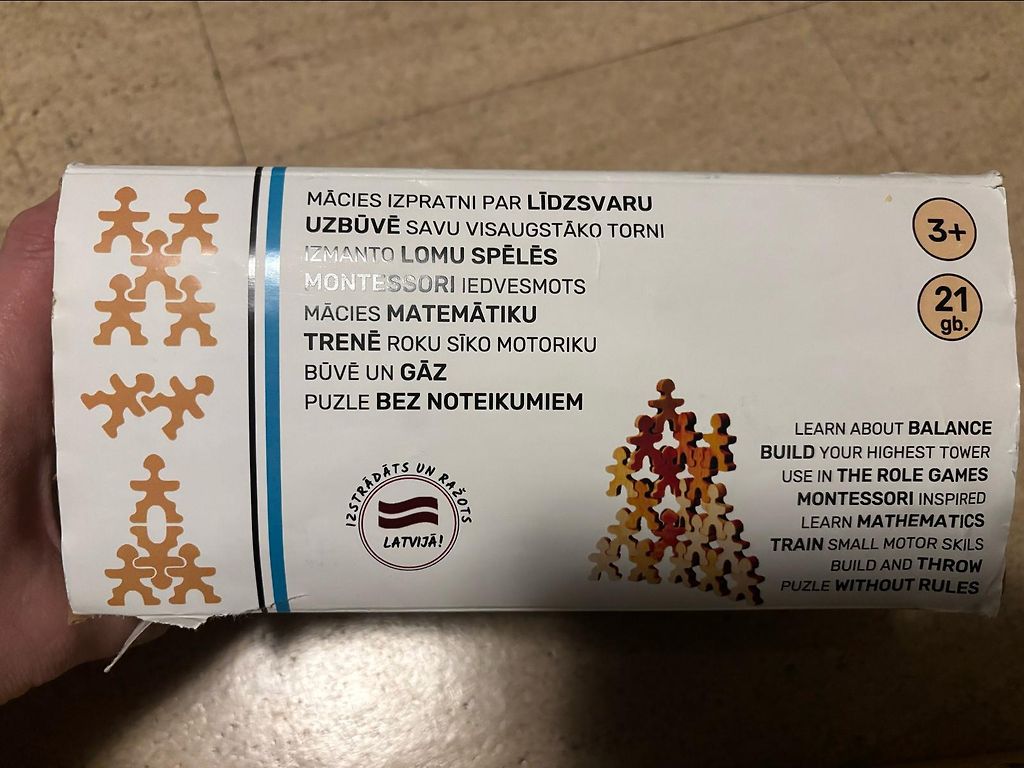 MĀCIES IZPRATNI PAR LĪDZSVARU
UZBŪVĒ SAVU VISAUGSTĀKO TORNI
IZMANTO LOMU SPĒLĒS
MONTESSORI IEDVESMOTS
MĀCIES MATEMĀTIKU
TRENĒ ROKU SĪKO MOTORIKU
BŪVĒ UN GĀZ
PUZLE BEZ NOTEIKUMIEM
3+
21
gb.
IZSTRĀDĀTS UN RAŽOTS
LATVIJĀ!
LEARN ABOUT BALANCE
BUILD YOUR HIGHEST TOWER
USE IN THE ROLE GAMES
MONTESSORI INSPIRED
LEARN MATHEMATICS
TRAIN SMALL MOTOR SKILS
BUILD AND THROW
PUZLE WITHOUT RULES